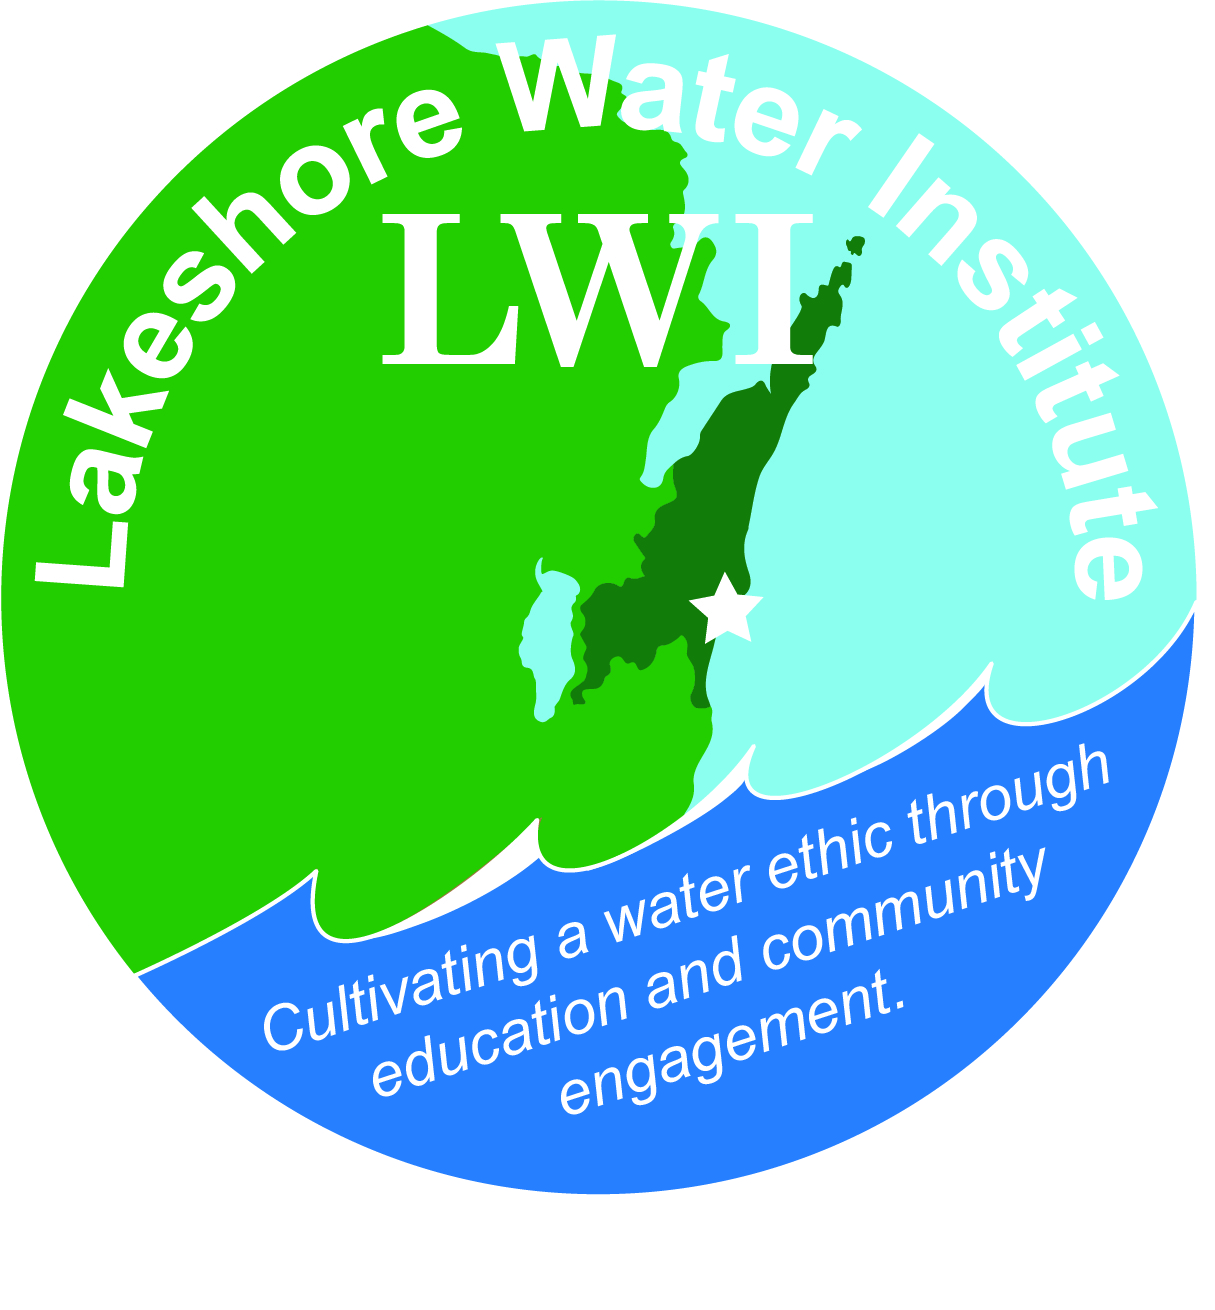 Lakeshore Water Institute
LWI
Cultivating a water ethic through
education and community
engagement.